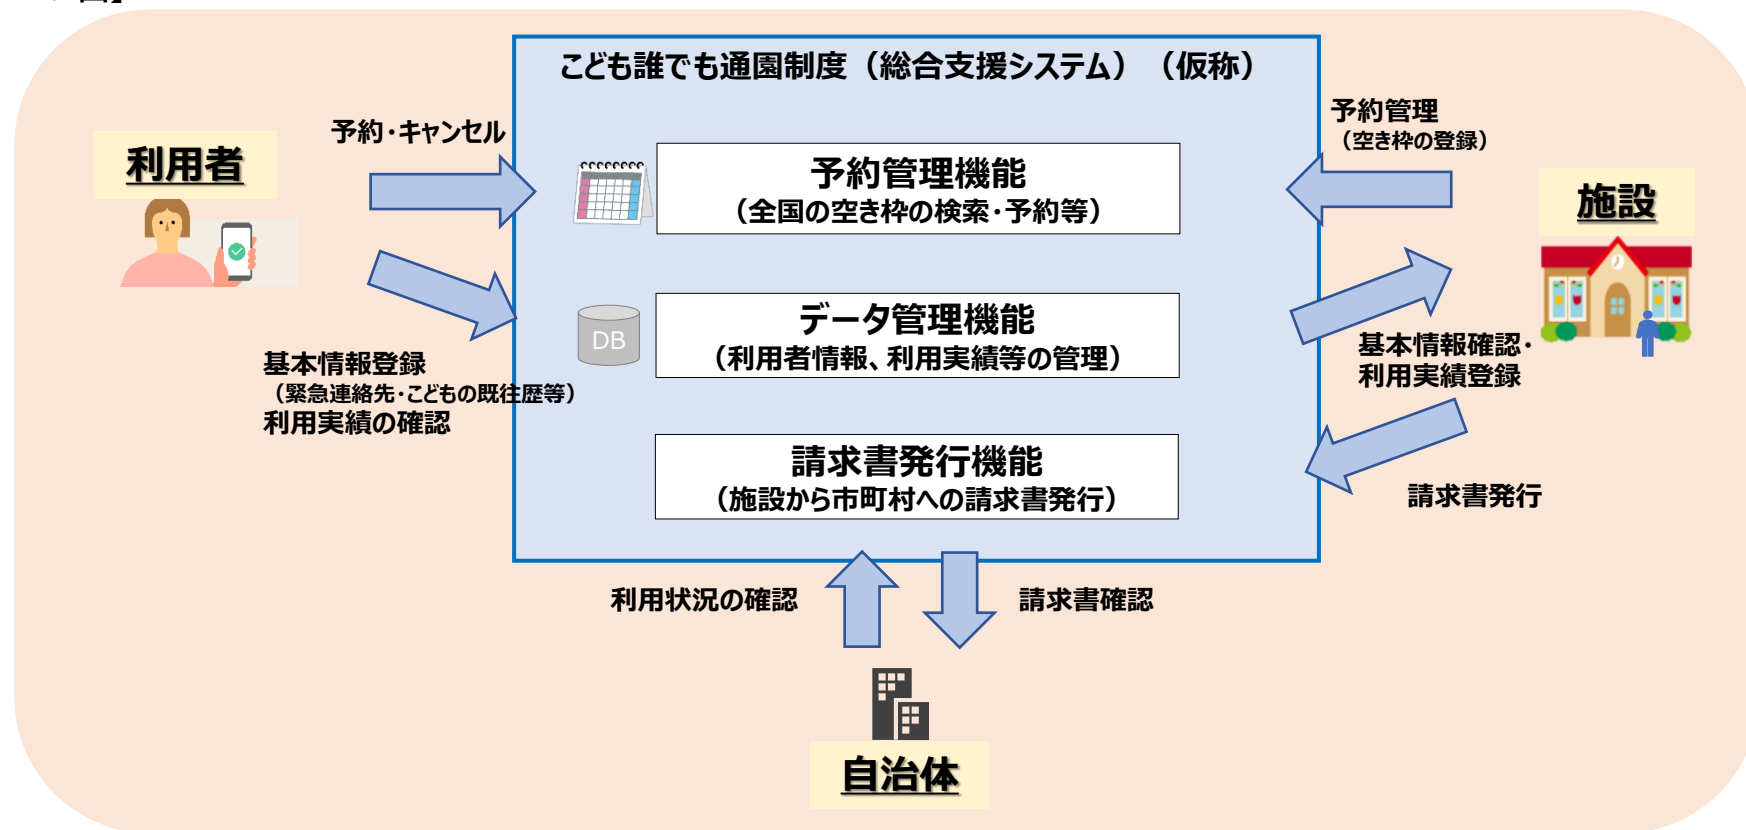 図】
こども誰でも通園制度（総合支援システム）（仮称）
予約・キャンセル
利用者
予約管理機能
（全国の空き枠の検索・予約等）
予約管理
（空き枠の登録）
施設
DB
データ管理機能
（利用者情報、利用実績等の管理）
基本情報登録
（緊急連絡先・こどもの既往歴等）
利用実績の確認
基本情報確認・
利用実績登録
請求書発行機能
（施設から市町村への請求書発行）
請求書発行
利用状況の確認
請求書確認
自治体